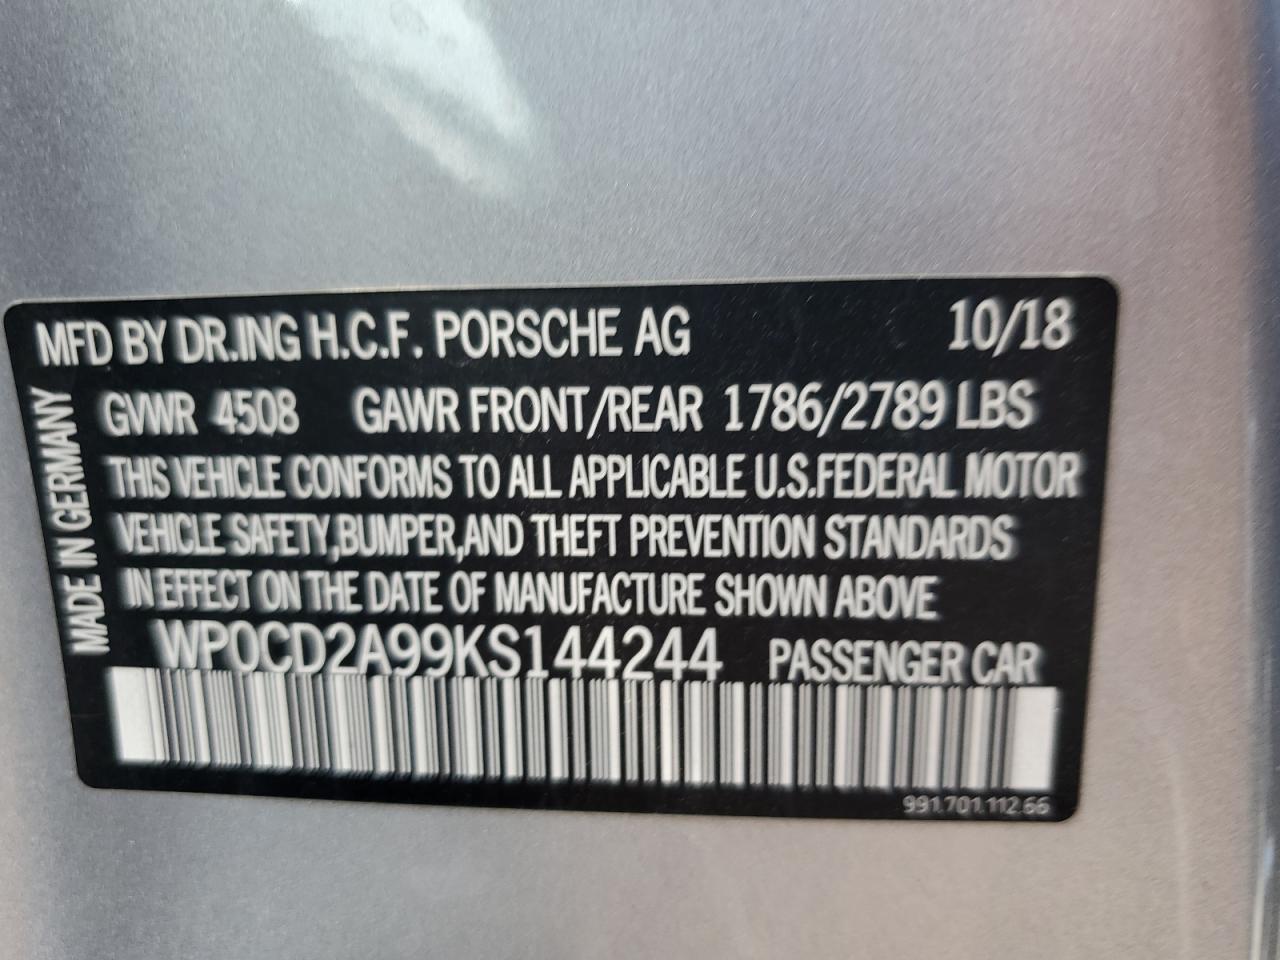 MFD BY DR.ING H.C.F. PORSCHE AG 10/18
GVWR 4508 GAWR FRONT/REAR 1786/2789 LBS
THIS VEHICLE CONFORMS TO ALL APPLICABLE U.S.FEDERAL MOTOR
VEHICLE SAFETY,BUMPER,AND THEFT PREVENTION STANDARDS
IN EFFECT ON THE DATE OF MANUFACTURE SHOWN ABOVE
WP0CD2A99KS144244 PASSENGER CAR
991.701.112.66
MADE IN GERMANY